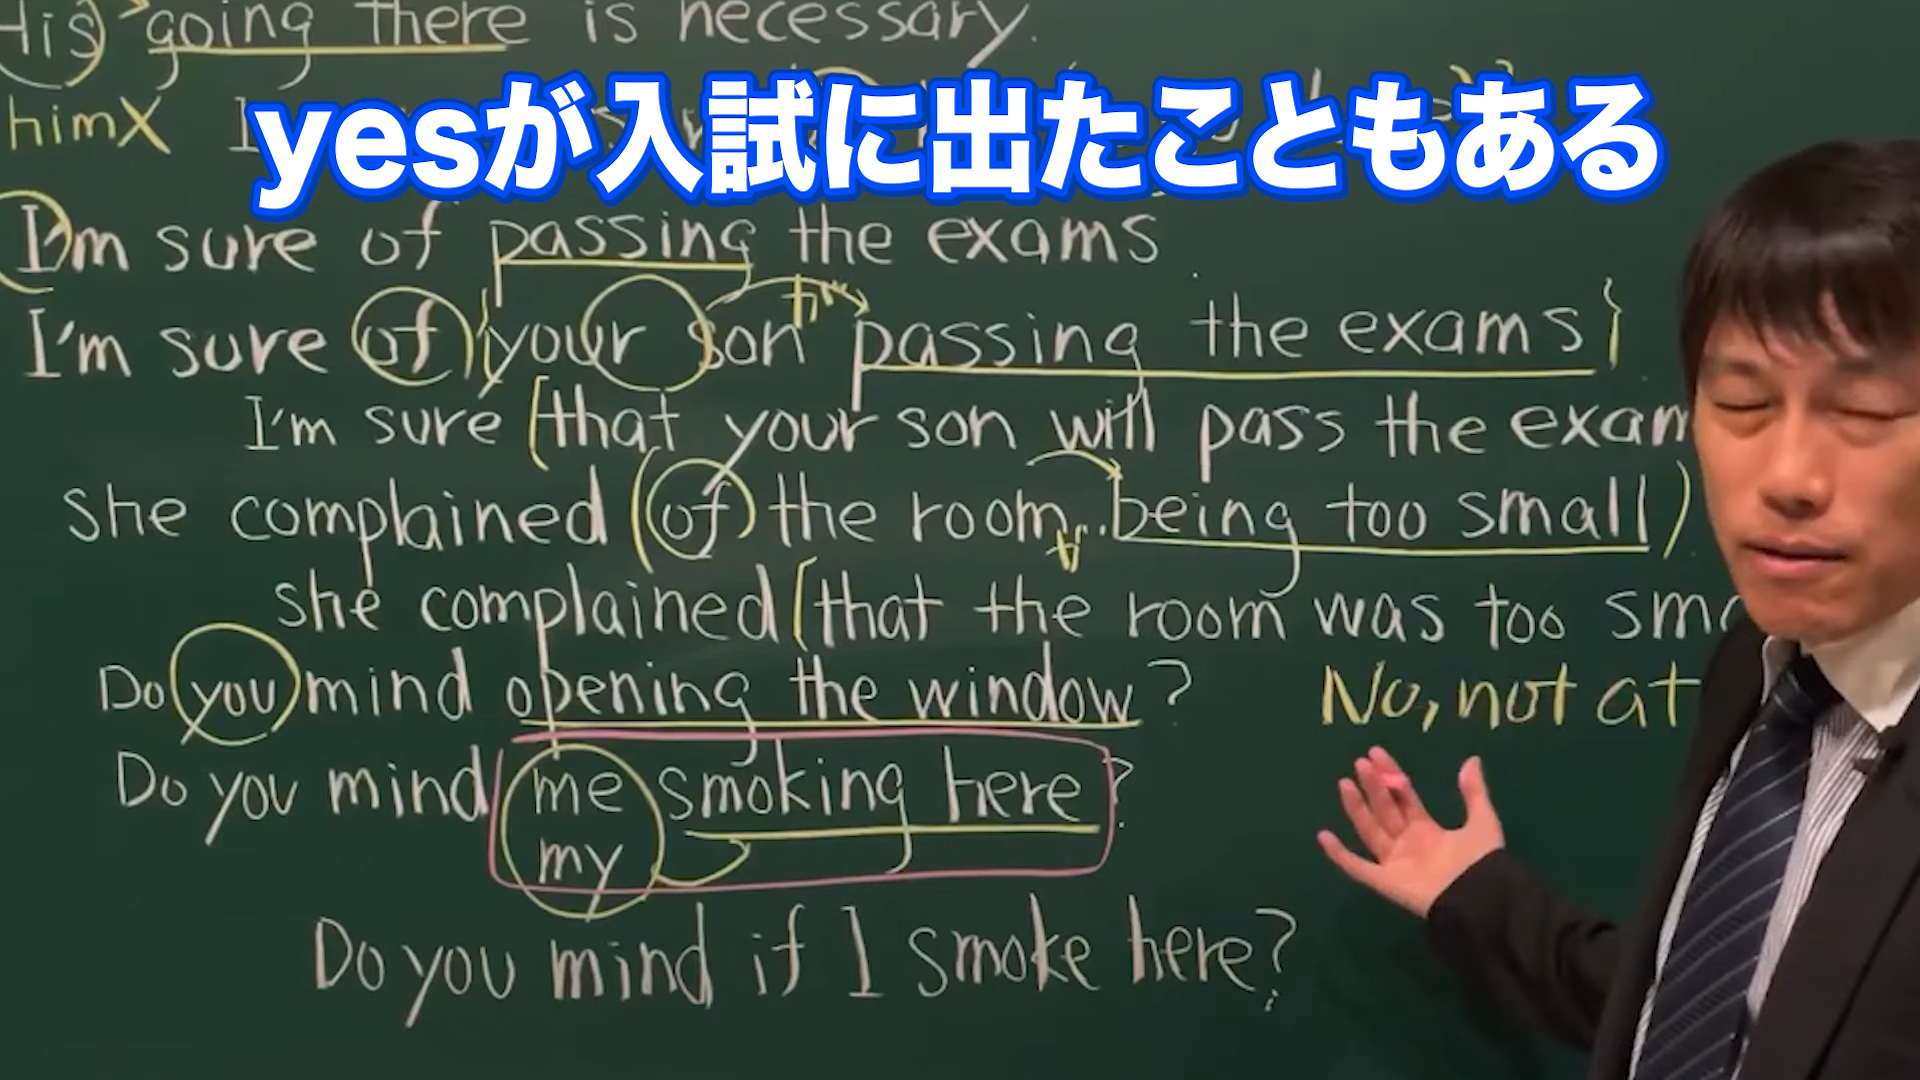 His going there is necessary.
himX I
yesが入試に出たこともある
I'm sure of passing the exams
I'm sure of your son passing the exams
I'm sure that your son will pass the exam
She complained of the room being too small
She complained that the room was too sm
Do you mind opening the window? No, not at
Do you mind me smoking here?
my
Do you mind if I smoke here?